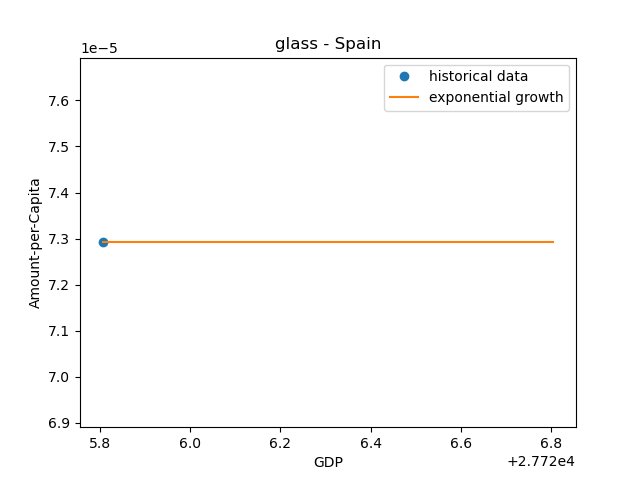 glass - Spain
1e−5
historical data
exponential growth
Amount-per-Capita
7.6
7.5
7.4
7.3
7.2
7.1
7.0
6.9
5.8 6.0 6.2 6.4 6.6 6.8
GDP
+2.772e4